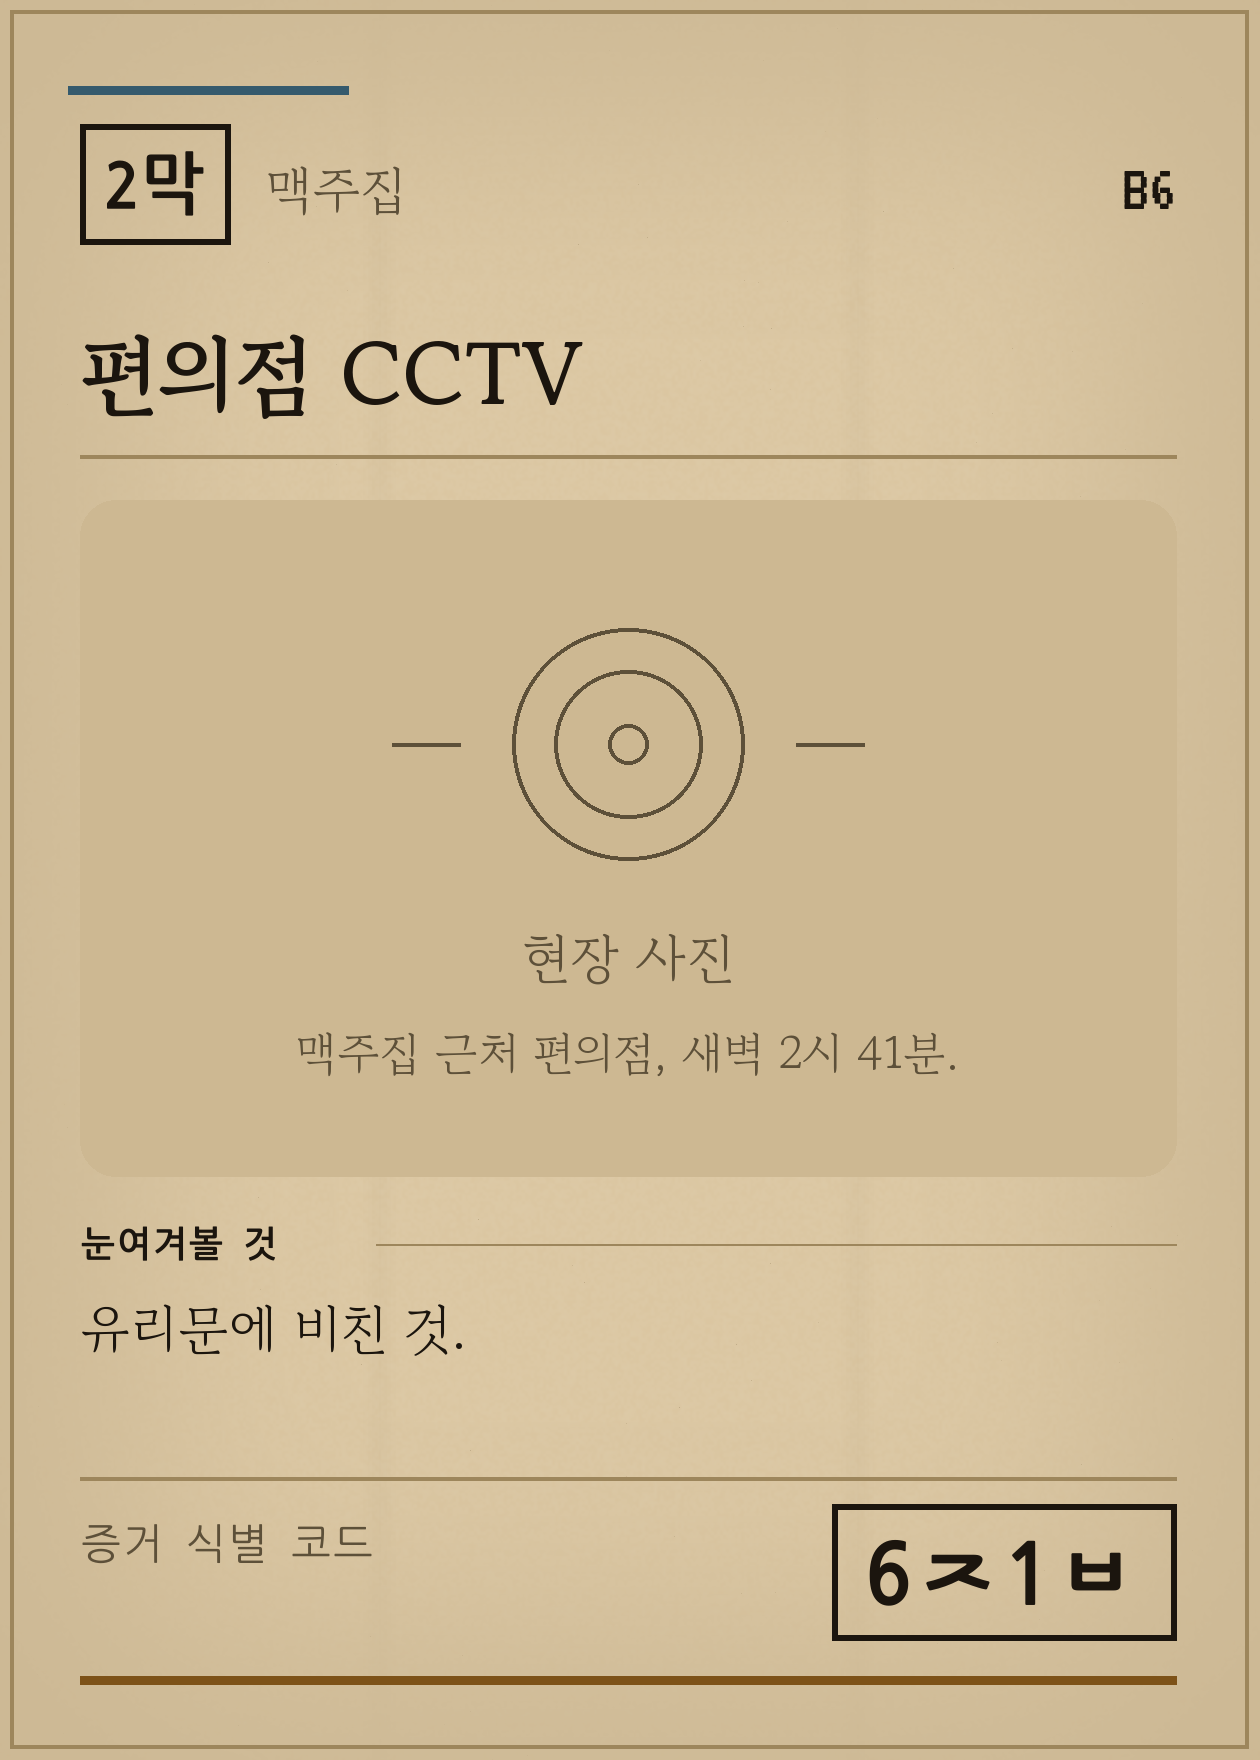 2막 맥주집 B6
편의점 CCTV
현장 사진
맥주집 근처 편의점, 새벽 2시 41분.
눈여겨볼 것
유리문에 비친 것.
증거 식별 코드 6ㅈ1ㅂ